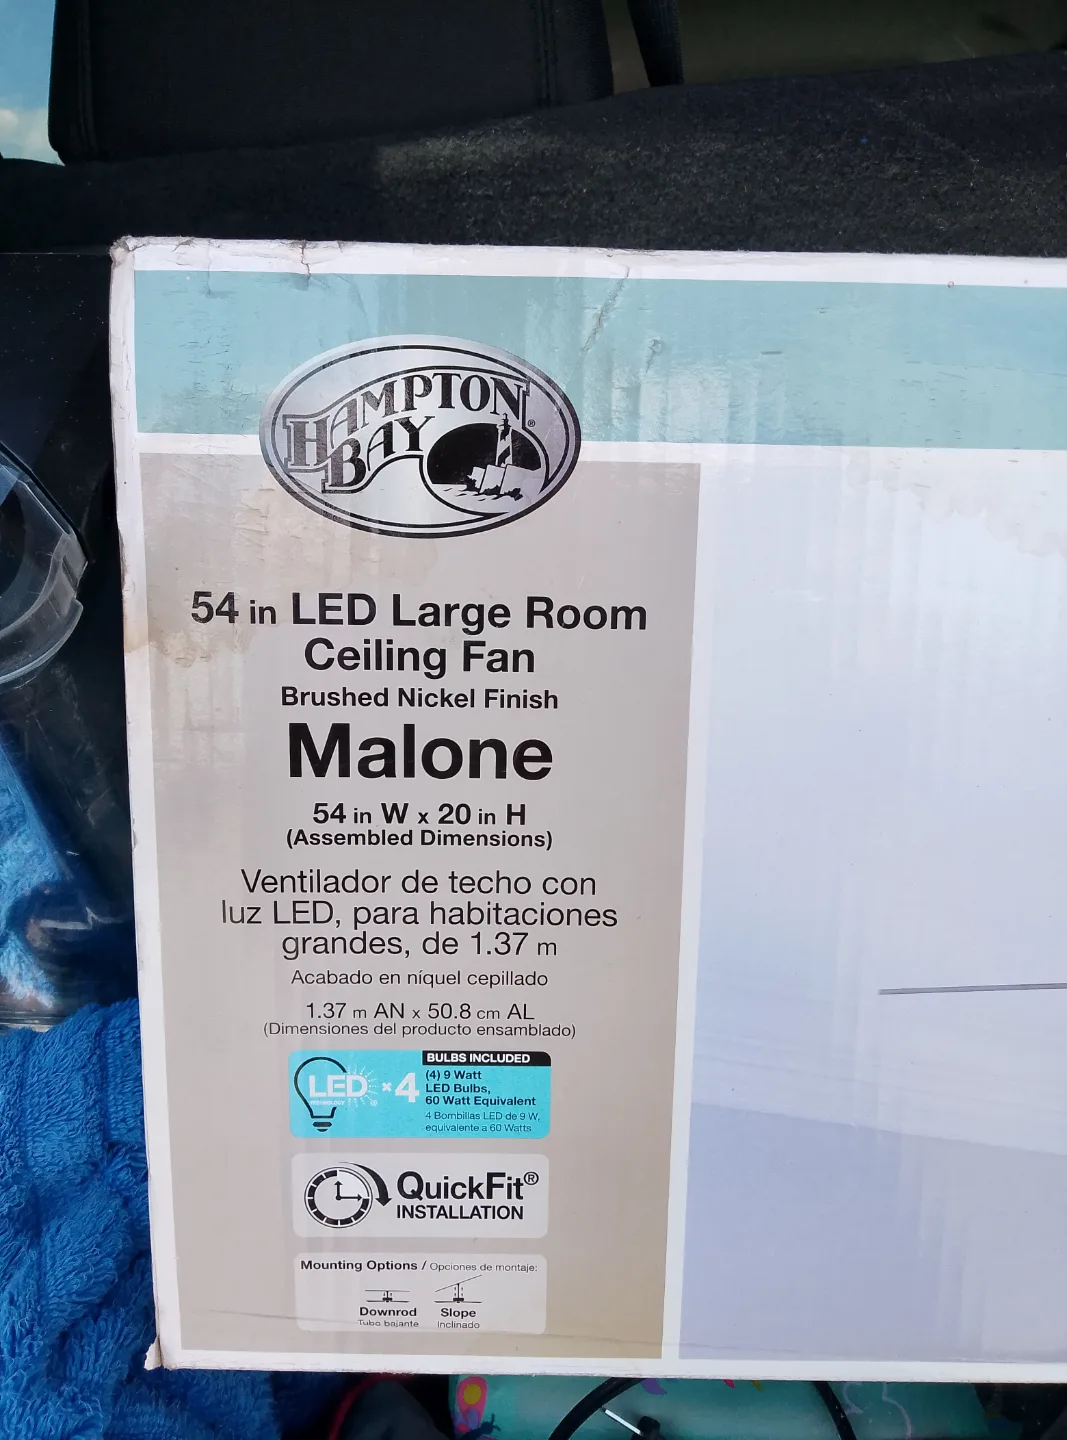 HAMPTON
BAY®
54 in LED Large Room
Ceiling Fan
Brushed Nickel Finish
Malone
54 in W x 20 in H
(Assembled Dimensions)
Ventilador de techo con
luz LED, para habitaciones
grandes, de 1.37 m
Acabado en níquel cepillado
1.37 m AN x 50.8 cm AL
(Dimensiones del producto ensamblado)
LED × 4
TECHNOLOGY
BULBS INCLUDED
(4) 9 Watt
LED Bulbs,
60 Watt Equivalent
4 Bombillas LED de 9 W,
equivalente a 60 Watts
QuickFit®
INSTALLATION
Mounting Options / Opciones de montaje:
Downrod Slope
Tubo bajante Inclinado